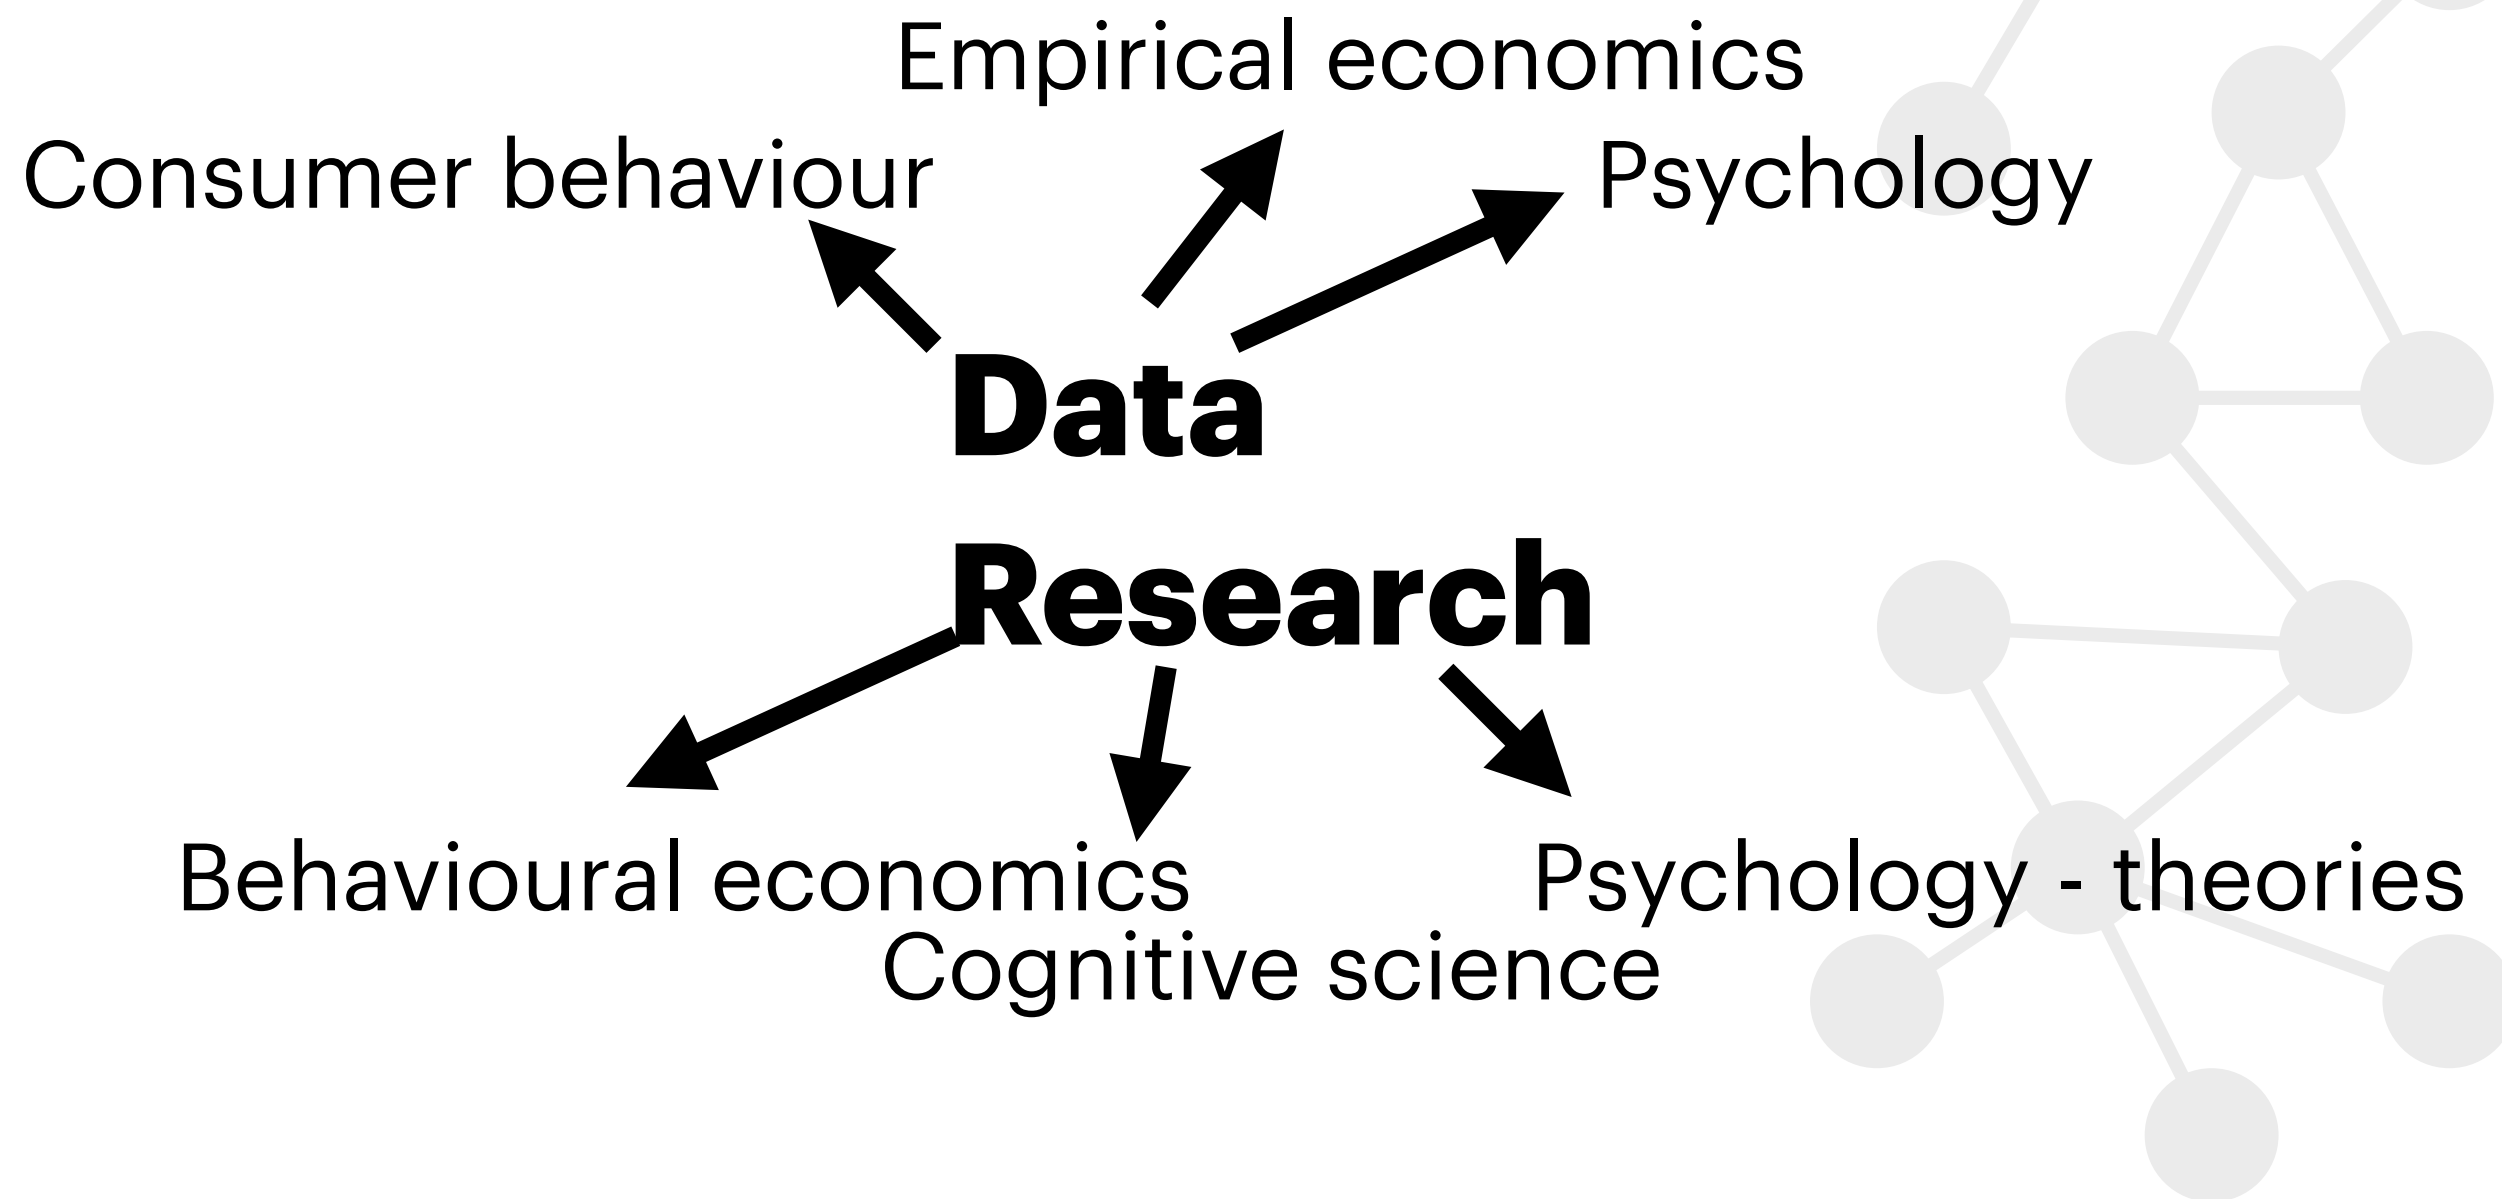 Empirical economics
Consumer behaviour
Psychology
Data
Research
Behavioural economics
Psychology - theories
Cognitive science